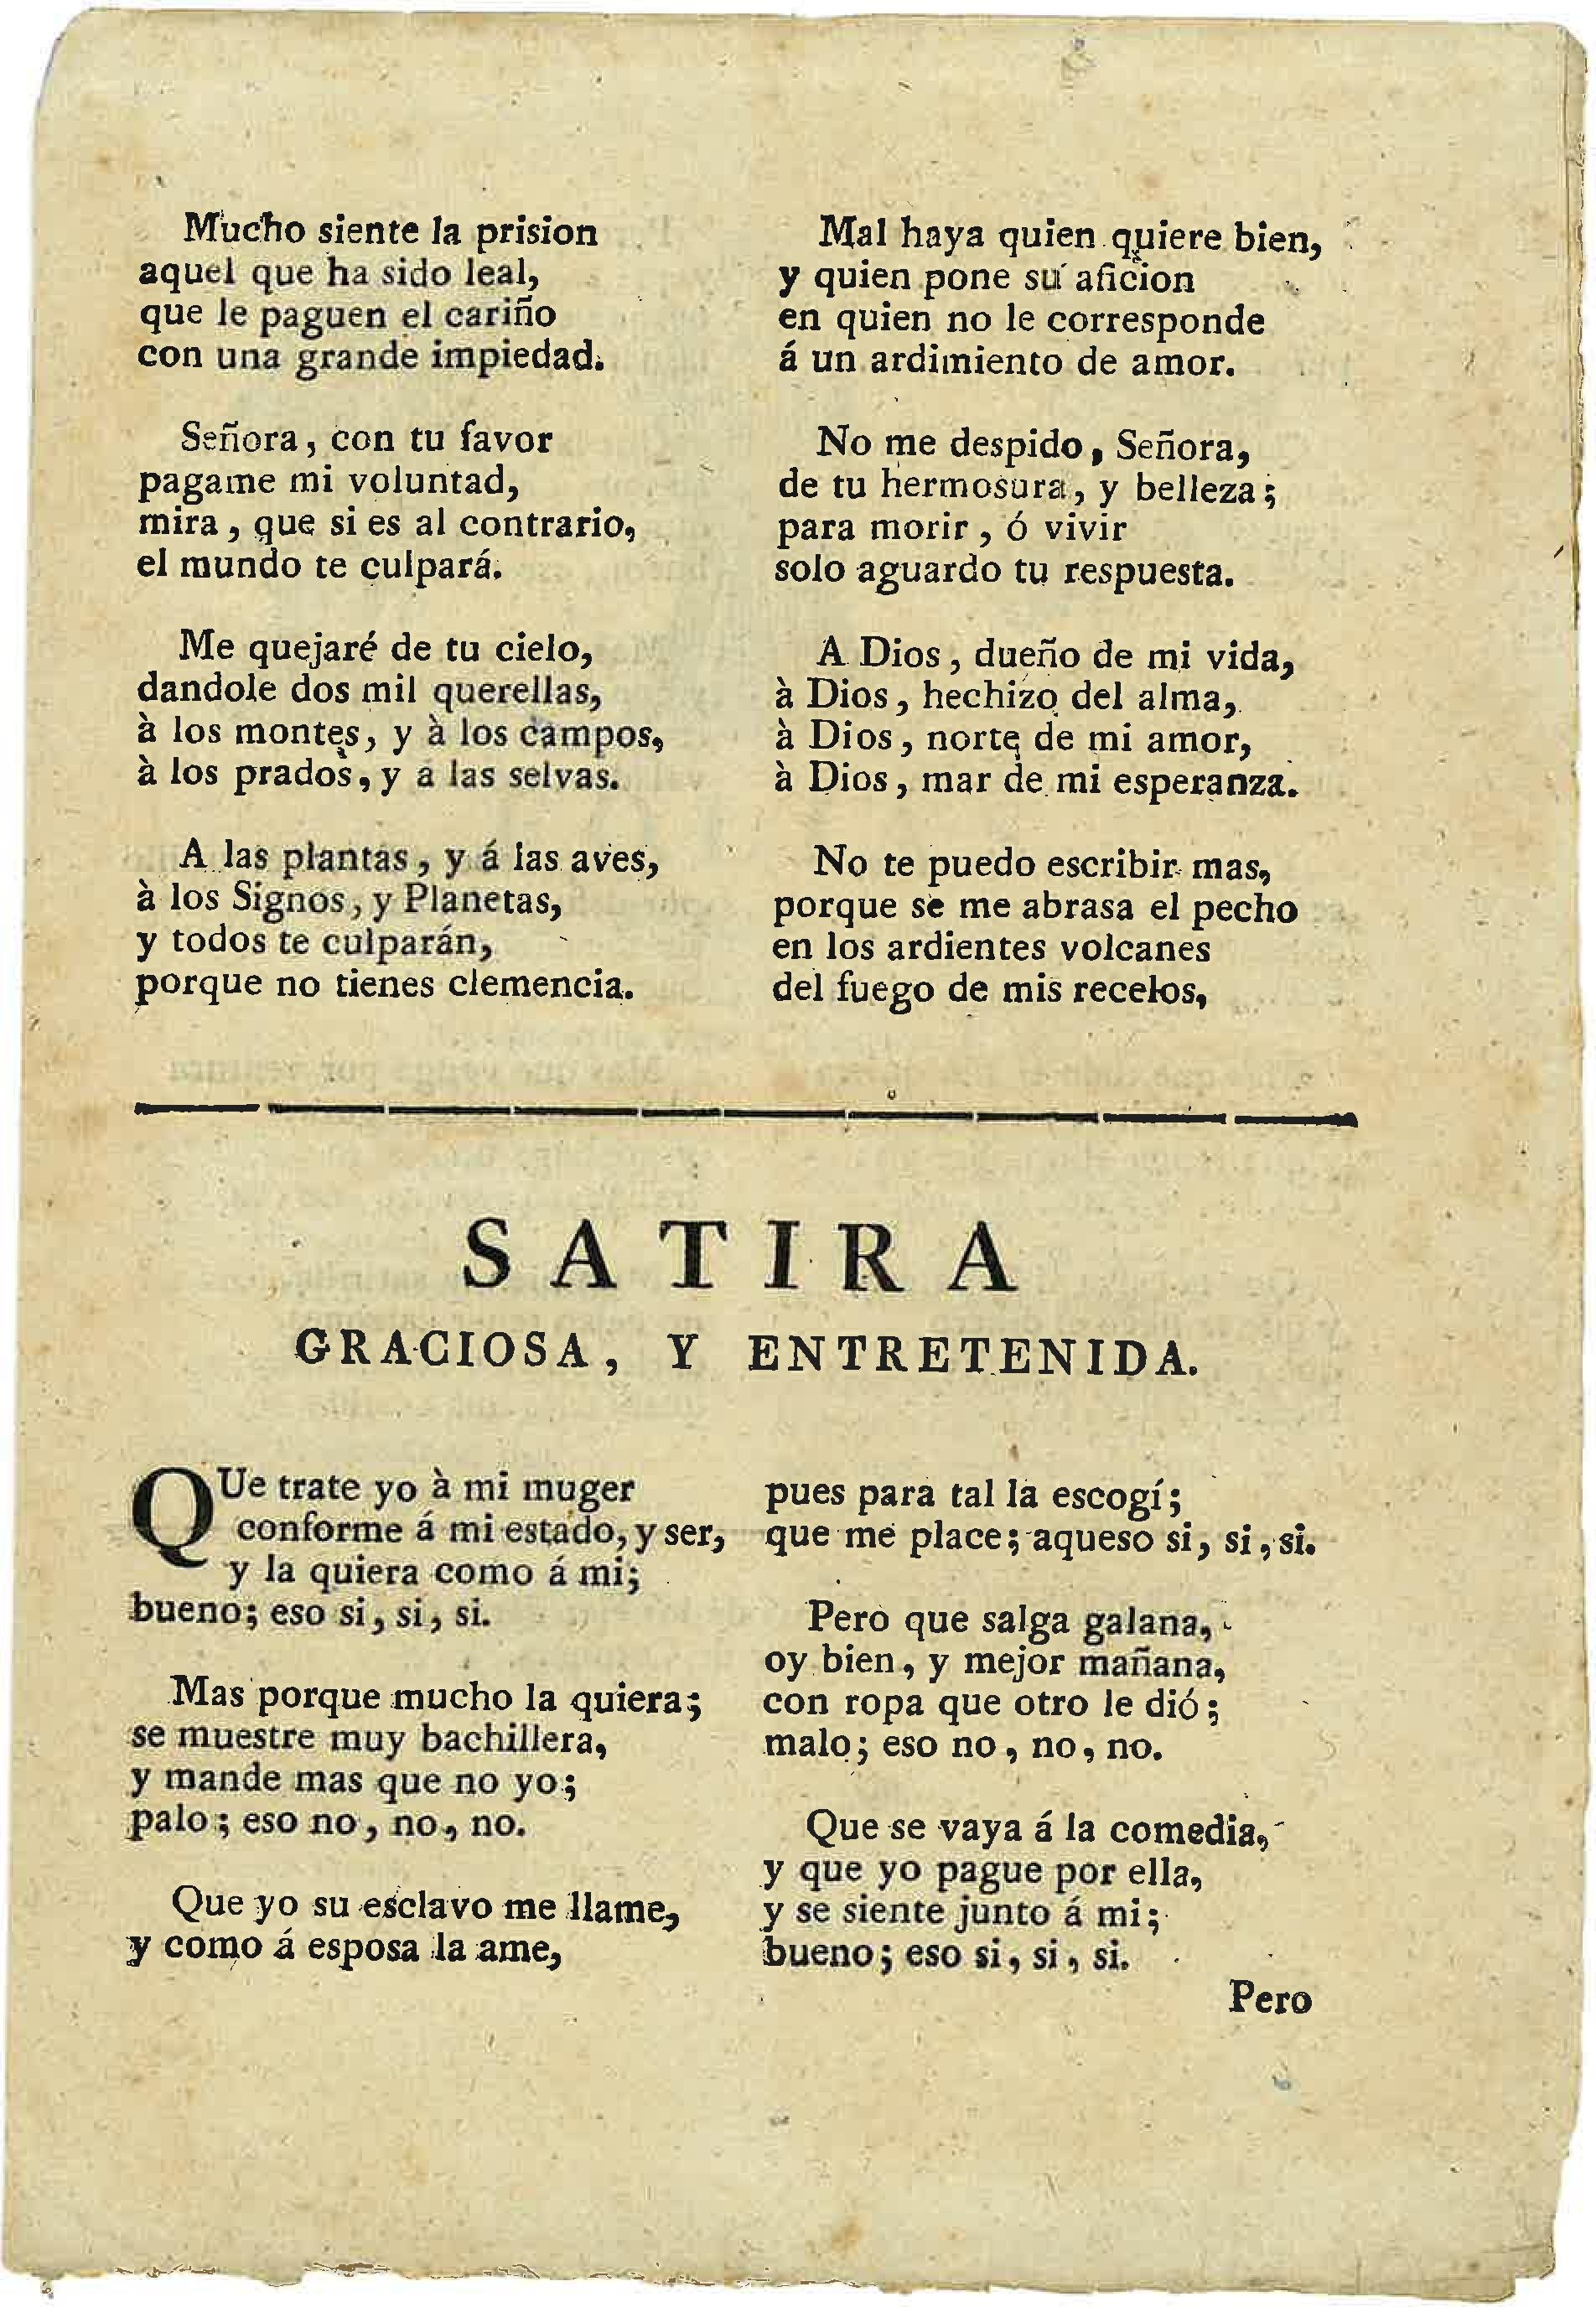 Mucho siente la prision
aquel que ha sido leal,
que le paguen el cariño
con una grande impiedad.
Señora, con tu favor
pagame mi voluntad,
mira, que si es al contrario,
el mundo te culpará.
Me quejaré de tu cielo,
dandole dos mil querellas,
à los montes, y à los campos,
à los prados, y a las selvas.
A las plantas, y á las aves,
à los Signos, y Planetas,
y todos te culparán,
porque no tienes clemencia.
Mal haya quien quiere bien,
y quien pone su aficion
en quien no le corresponde
á un ardimiento de amor.
No me despido, Señora,
de tu hermosura, y belleza;
para morir, ó vivir
solo aguardo tu respuesta.
A Dios, dueño de mi vida,
à Dios, hechizo del alma,
à Dios, norte de mi amor,
à Dios, mar de mi esperanza.
No te puedo escribir mas,
porque se me abrasa el pecho
en los ardientes volcanes
del fuego de mis recelos,
SATIRA
GRACIOSA, Y ENTRETENIDA.
QUe trate yo à mi muger
conforme á mi estado, y ser,
y la quiera como á mi;
bueno; eso si, si, si.
Mas porque mucho la quiera;
se muestre muy bachillera,
y mande mas que no yo;
palo; eso no, no, no.
Que yo su esclavo me llame,
y como á esposa la ame,
pues para tal la escogí;
que me place; aqueso si, si, si.
Pero que salga galana,
oy bien, y mejor mañana,
con ropa que otro le dió;
malo; eso no, no, no.
Que se vaya á la comedia,
y que yo pague por ella,
y se siente junto á mi;
bueno; eso si, si, si.
Pero